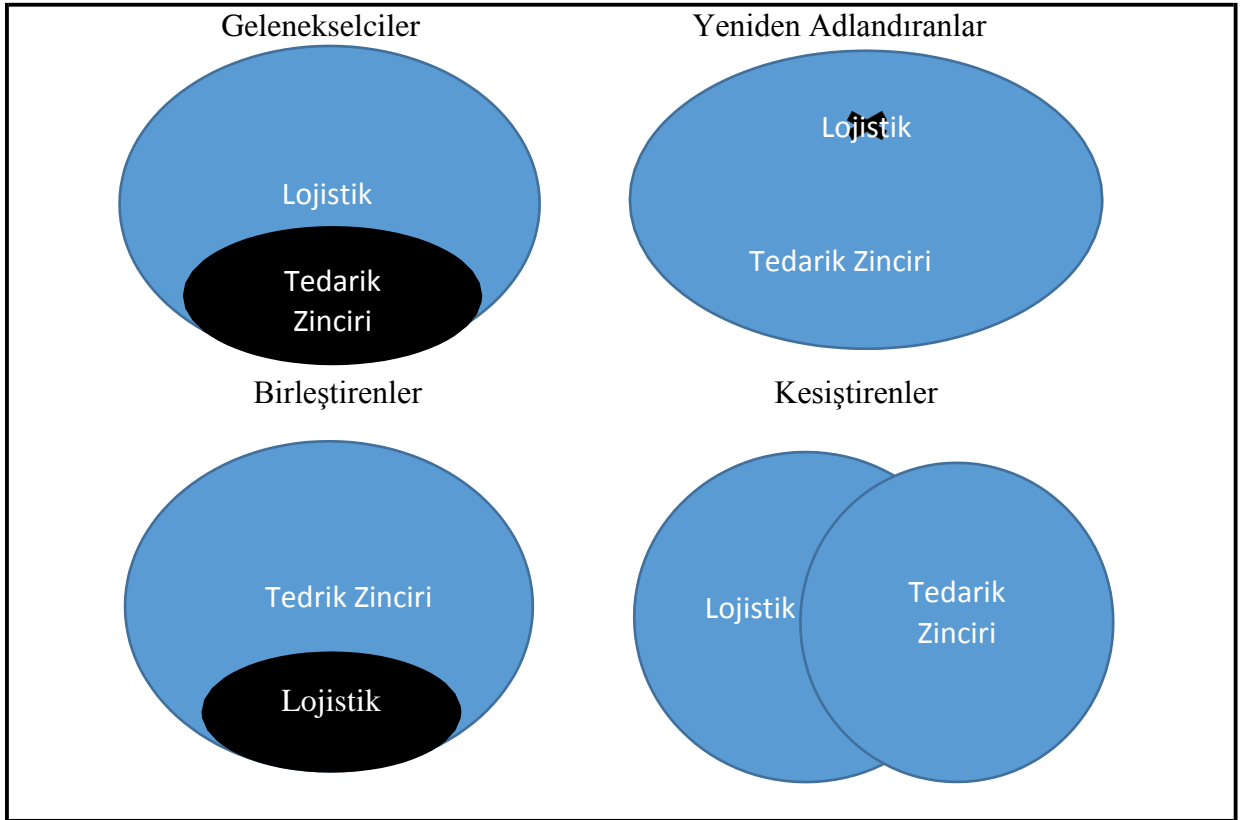 Gelenekselciler
Yeniden Adlandıranlar
Lojistik
Tedarik
Zinciri
Lojistik
Tedarik Zinciri
Birleştirenler
Kesiştirenler
Tedrik Zinciri
Lojistik
Lojistik
Tedarik
Zinciri